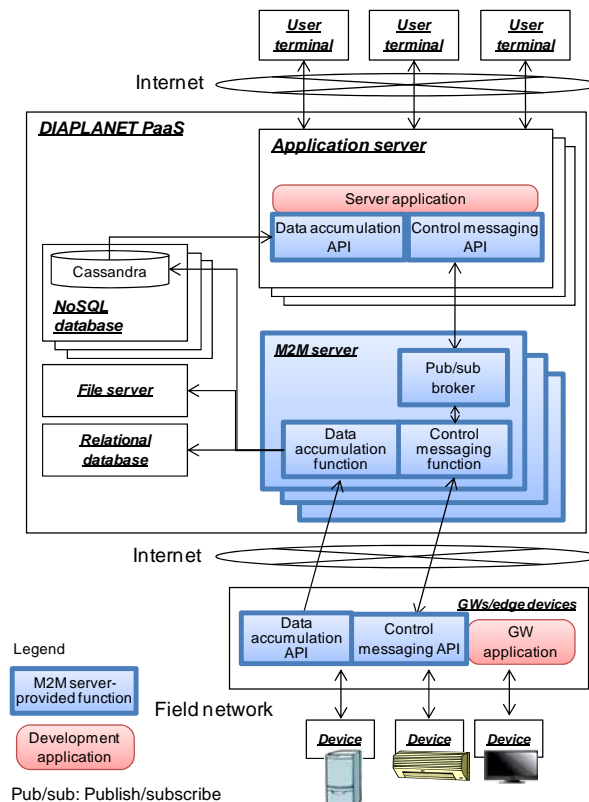 User
terminal
User
terminal
User
terminal
Internet
DIAPLANET PaaS
Application server
Server application
Data accumulation
API
Control messaging
API
Cassandra
NoSQL
database
M2M server
Pub/sub
broker
File server
Relational
database
Data
accumulation
function
Control
messaging
function
Internet
GWs/edge devices
Data
accumulation
API
Control
messaging API
GW
application
Legend
M2M server-
provided function
Development
application
Field network
Device
Device
Device
Pub/sub: Publish/subscribe